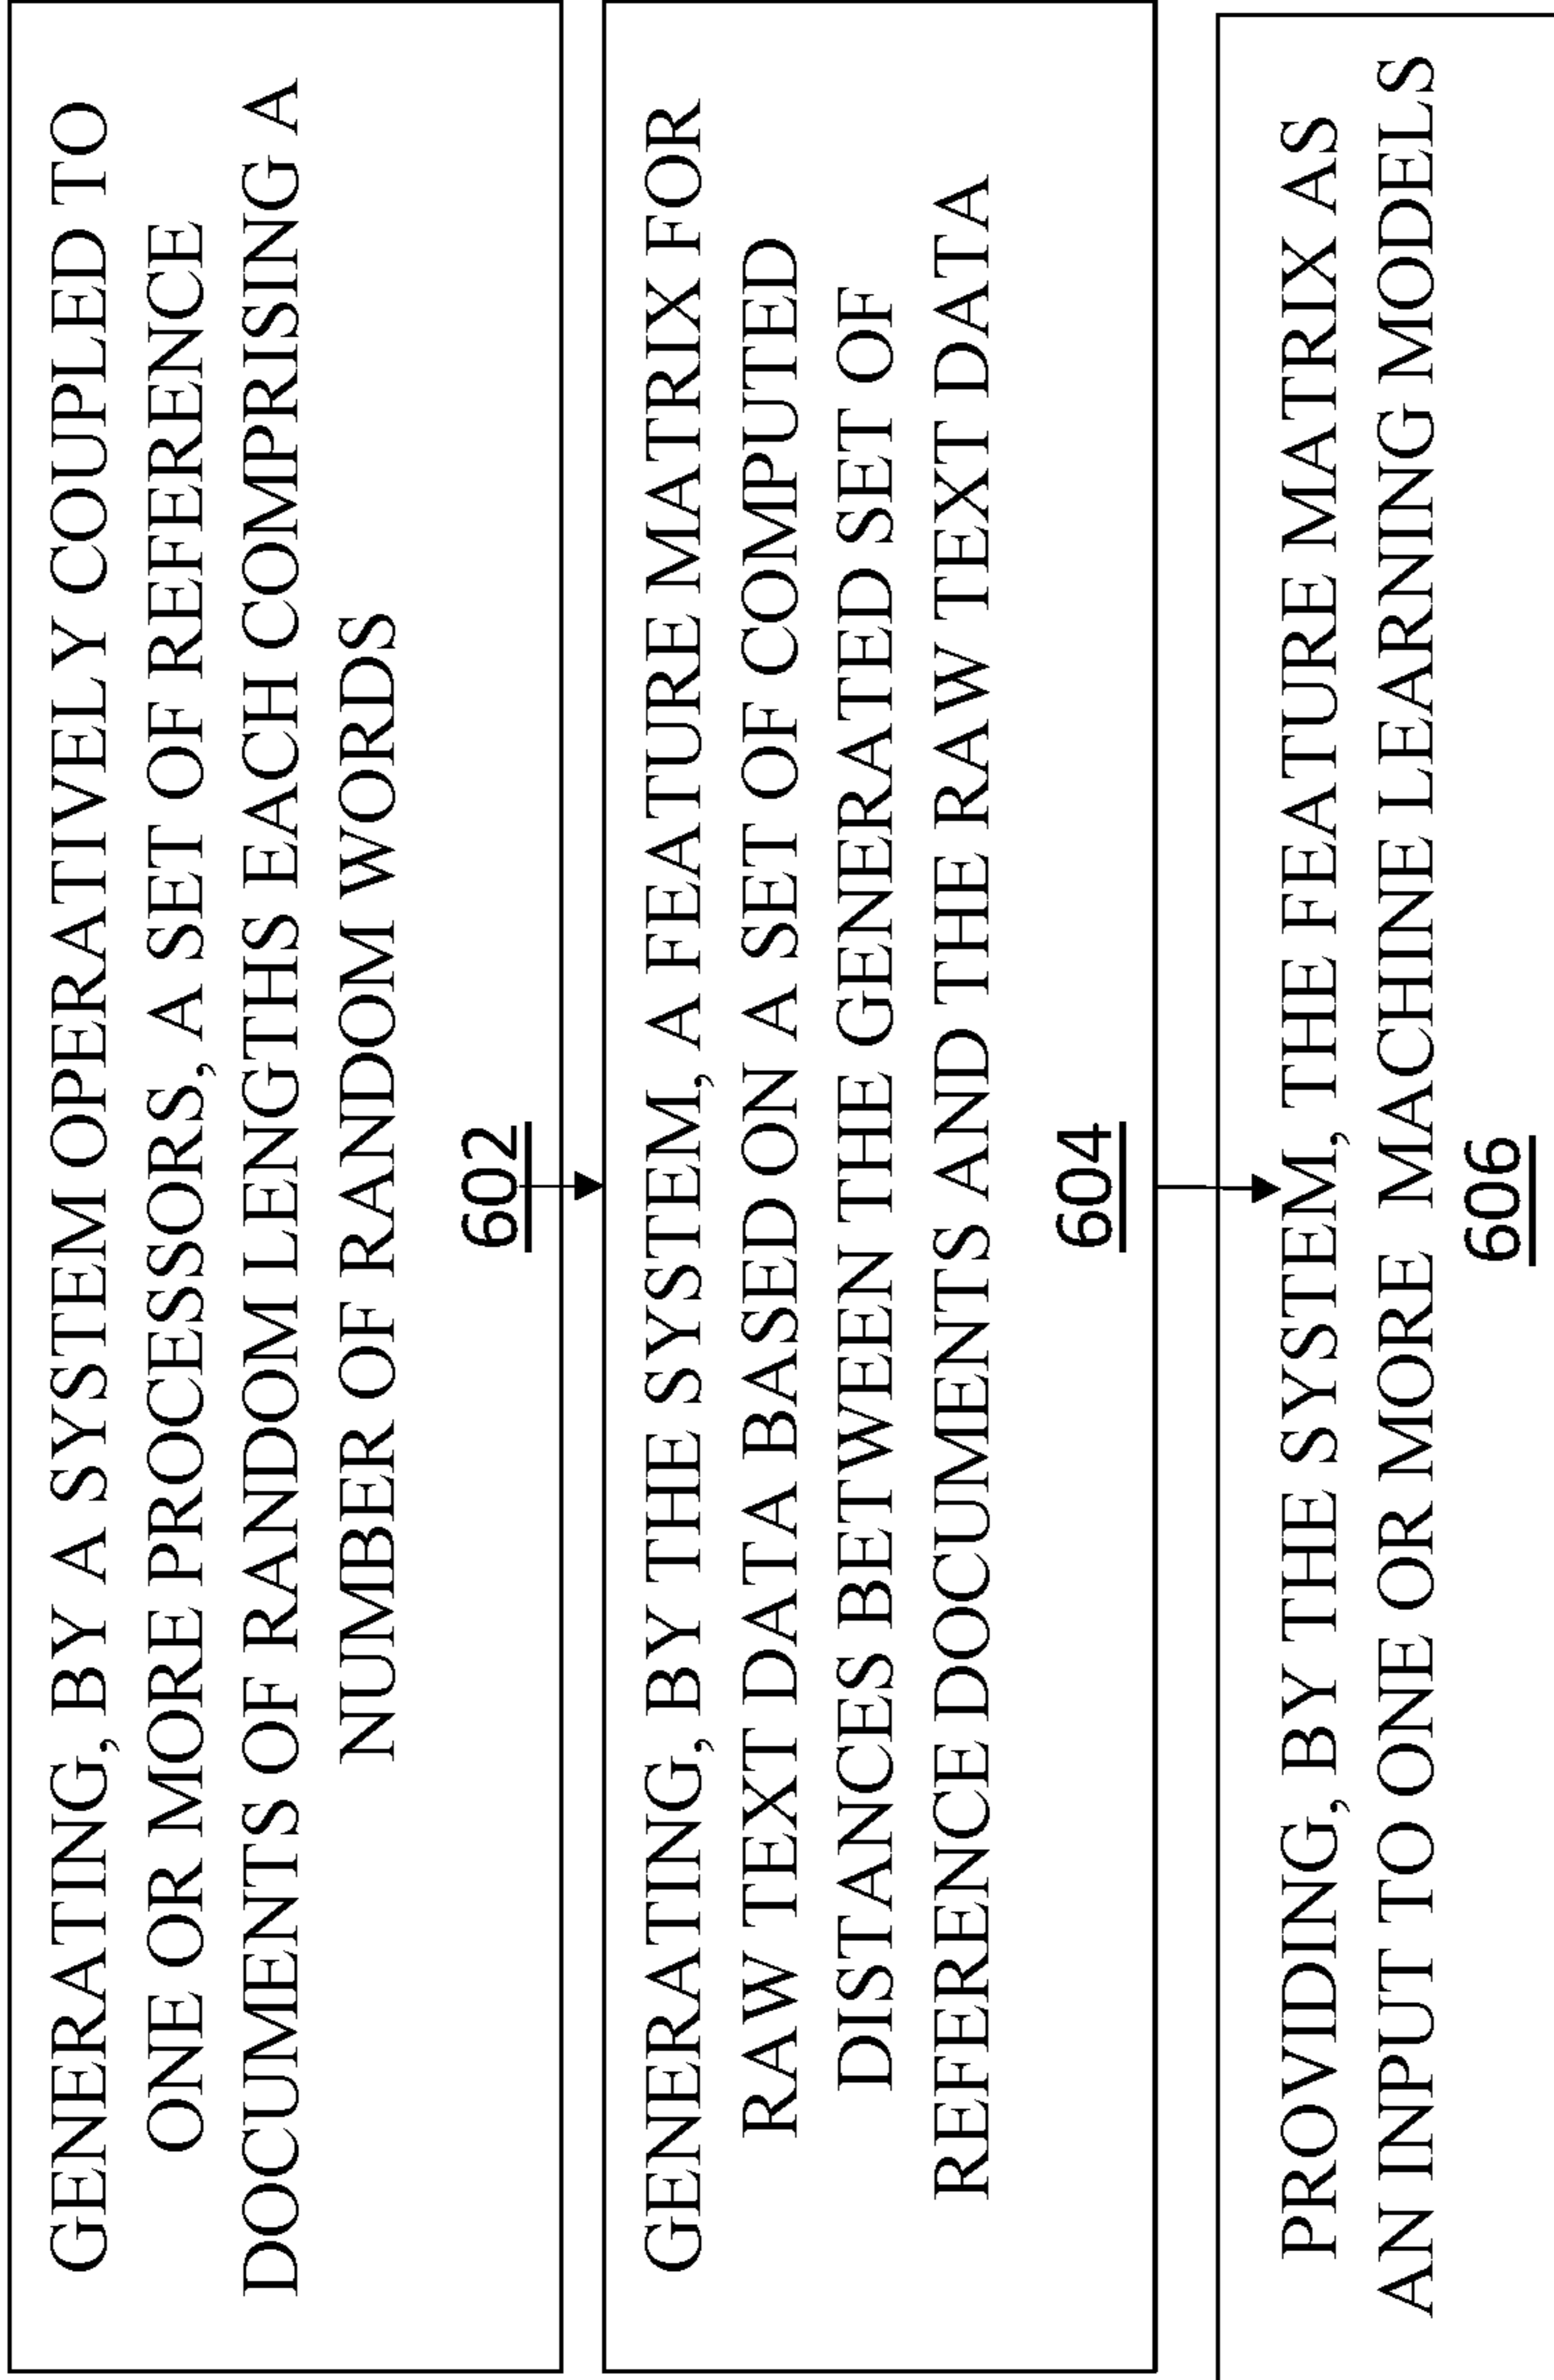 GENERATING, BY A SYSTEM OPERATIVELY COUPLED TO
ONE OR MORE PROCESSORS, A SET OF REFERENCE
DOCUMENTS OF RANDOM LENGTHS EACH COMPRISING A
NUMBER OF RANDOM WORDS
602
GENERATING, BY THE SYSTEM, A FEATURE MATRIX FOR
RAW TEXT DATA BASED ON A SET OF COMPUTED
DISTANCES BETWEEN THE GENERATED SET OF
REFERENCE DOCUMENTS AND THE RAW TEXT DATA
604
PROVIDING, BY THE SYSTEM, THE FEATURE MATRIX AS
AN INPUT TO ONE OR MORE MACHINE LEARNING MODELS
606